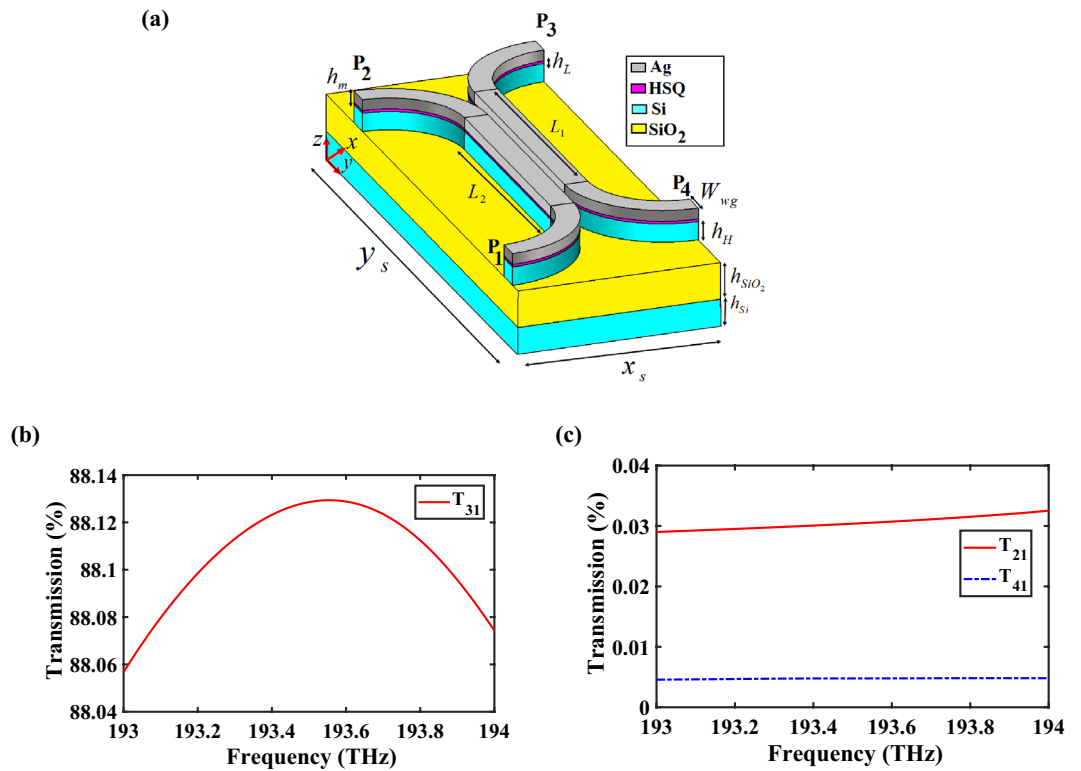 (a)
P3
hL
Ag
HSQ
Si
SiO2
P2
hm
z
x
y
L1
L2
P4
Wwg
hH
P1
hSiO2
hSi
ys
xs
(b)
88.14
88.12
88.1
88.08
88.06
88.04
Transmission (%)
T31
193 193.2 193.4 193.6 193.8 194
Frequency (THz)
(c)
0.04
0.03
0.02
0.01
0
Transmission (%)
T21
T41
193 193.2 193.4 193.6 193.8 194
Frequency (THz)